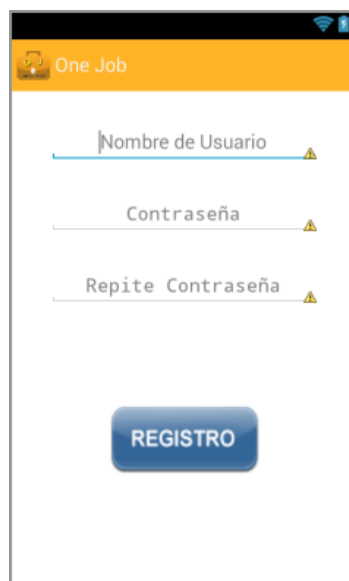 One Job
Nombre de Usuario
Contraseña
Repite Contraseña
REGISTRO